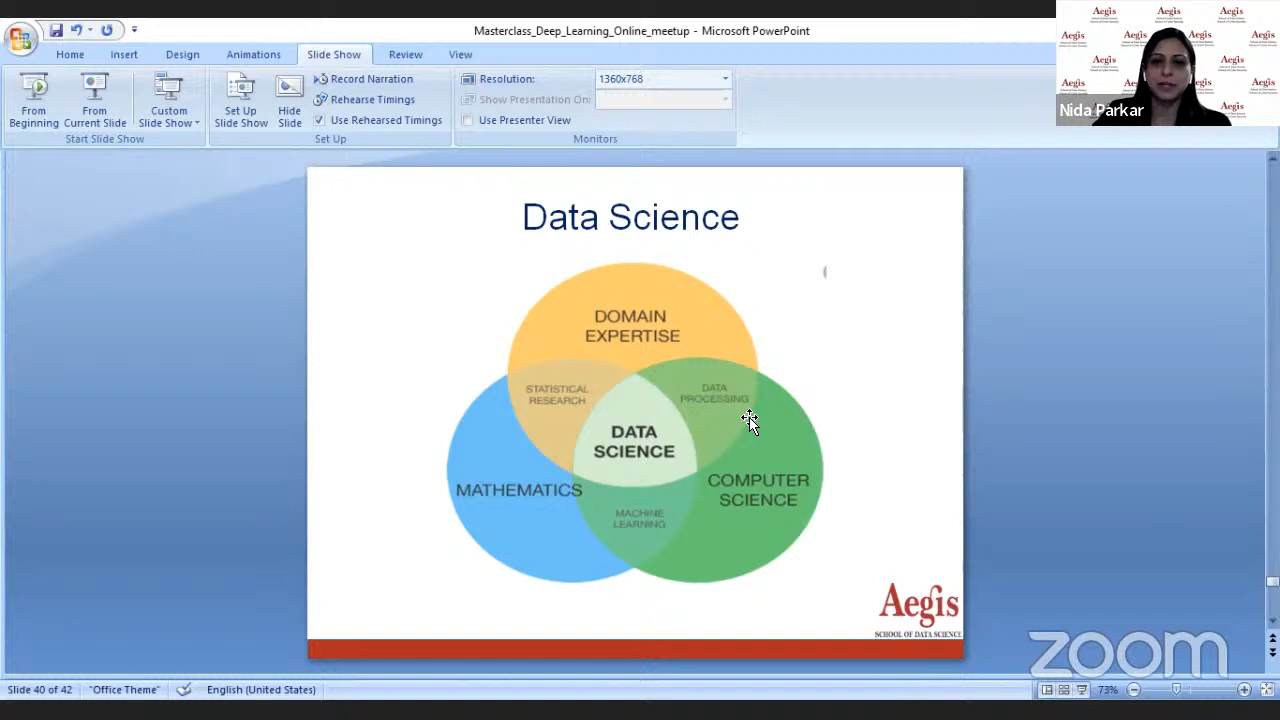 Masterclass_Deep_Learning_Online_meetup - Microsoft PowerPoint
Home Insert Design Animations Slide Show Review View
Record Narration
Rehearse Timings
Use Rehearsed Timings
From Beginning
From Current Slide
Custom Slide Show
Set Up Slide Show
Hide Slide
Resolution: 1360x768
Show Presentation On:
Use Presenter View
Start Slide Show
Set Up
Monitors
Aegis
Nida Parkar
Data Science
DOMAIN
EXPERTISE
STATISTICAL
RESEARCH
DATA
PROCESSING
DATA
SCIENCE
MATHEMATICS
COMPUTER
SCIENCE
MACHINE
LEARNING
Aegis
SCHOOL OF DATA SCIENCE
zoom
Slide 40 of 42 "Office Theme" English (United States) 73%